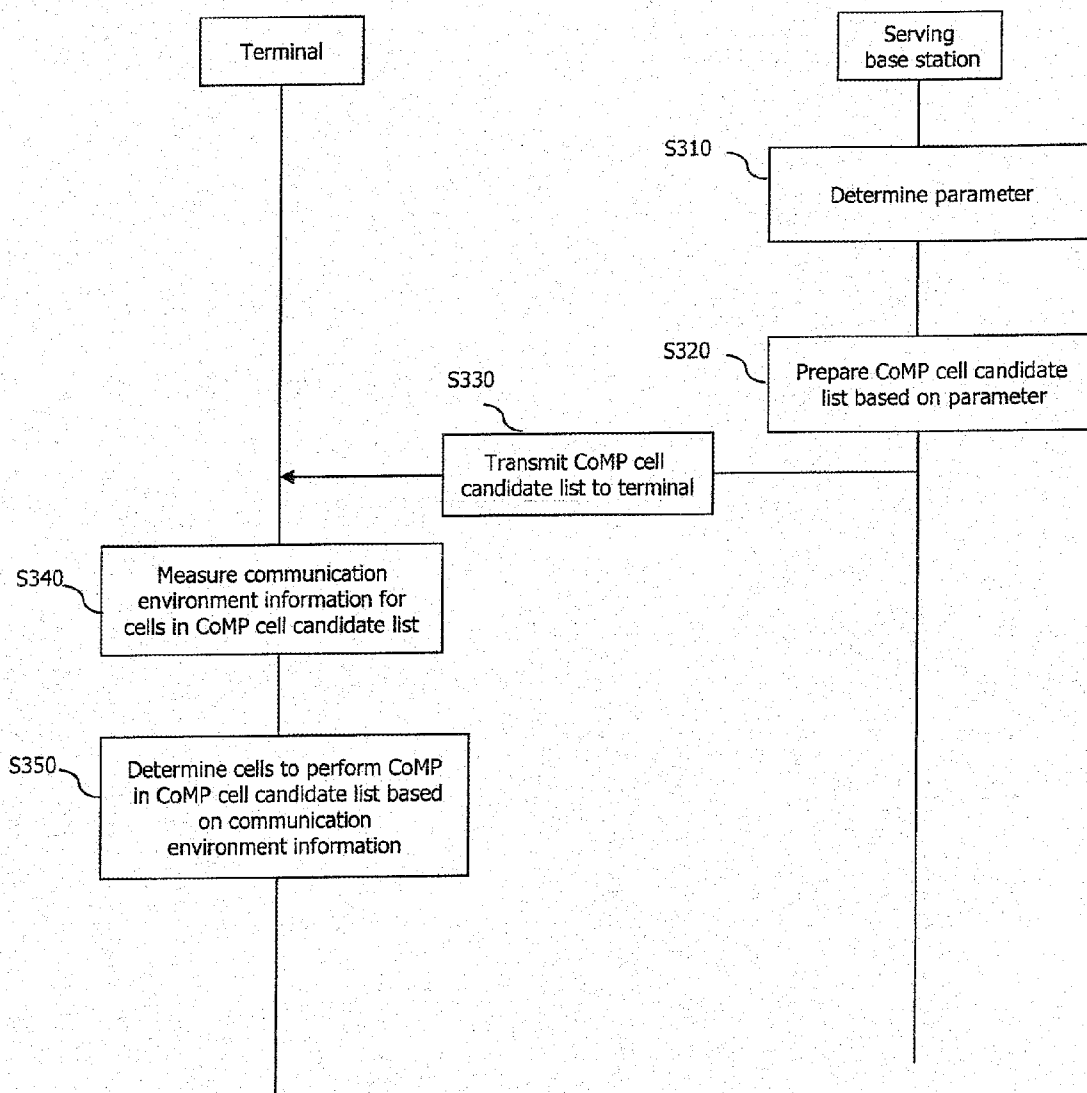 Terminal
Serving
base station
S310
Determine parameter
S320
Prepare CoMP cell candidate
list based on parameter
S330
Transmit CoMP cell
candidate list to terminal
S340
Measure communication
environment information for
cells in CoMP cell candidate list
S350
Determine cells to perform CoMP
in CoMP cell candidate list based
on communication
environment information